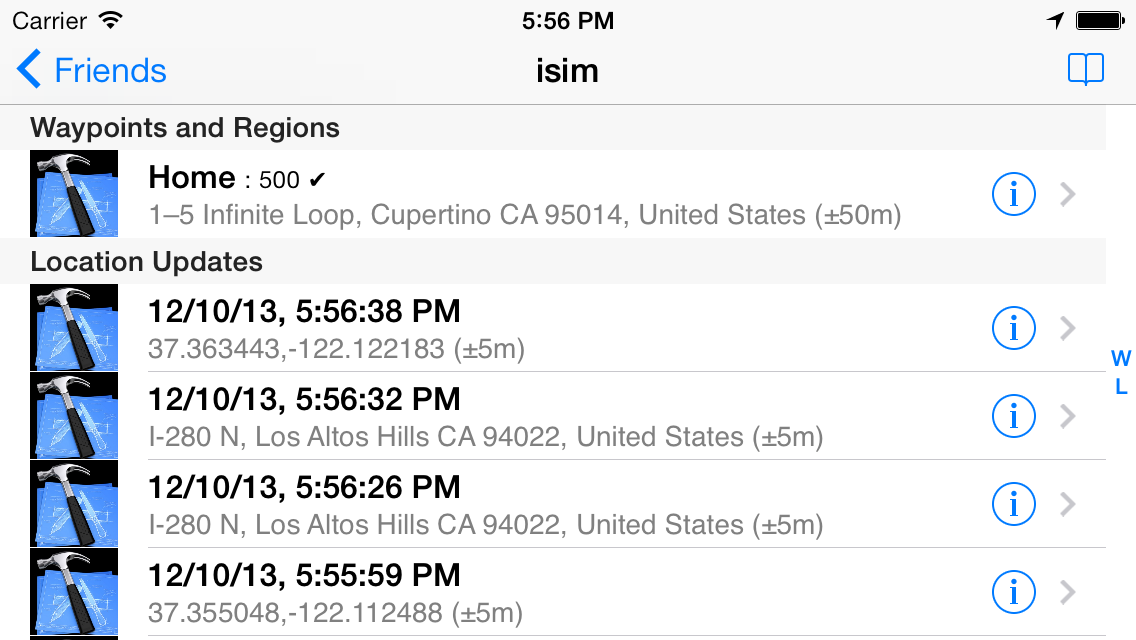 Carrier 5:56 PM
Friends isim
Waypoints and Regions
Home : 500 ✔
1–5 Infinite Loop, Cupertino CA 95014, United States (±50m)
Location Updates
12/10/13, 5:56:38 PM
37.363443,-122.122183 (±5m)
W
L
12/10/13, 5:56:32 PM
I-280 N, Los Altos Hills CA 94022, United States (±5m)
12/10/13, 5:56:26 PM
I-280 N, Los Altos Hills CA 94022, United States (±5m)
12/10/13, 5:55:59 PM
37.355048,-122.112488 (±5m)